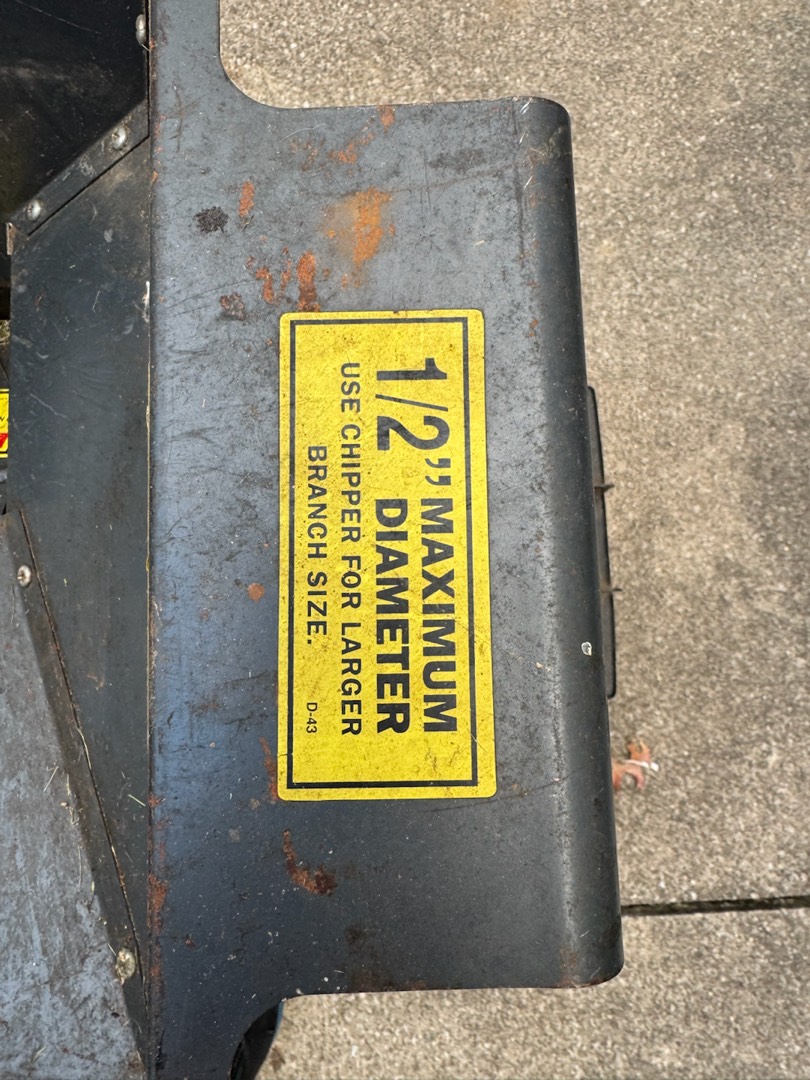 1/2" MAXIMUM
DIAMETER
USE CHIPPER FOR LARGER
BRANCH SIZE.
D-43